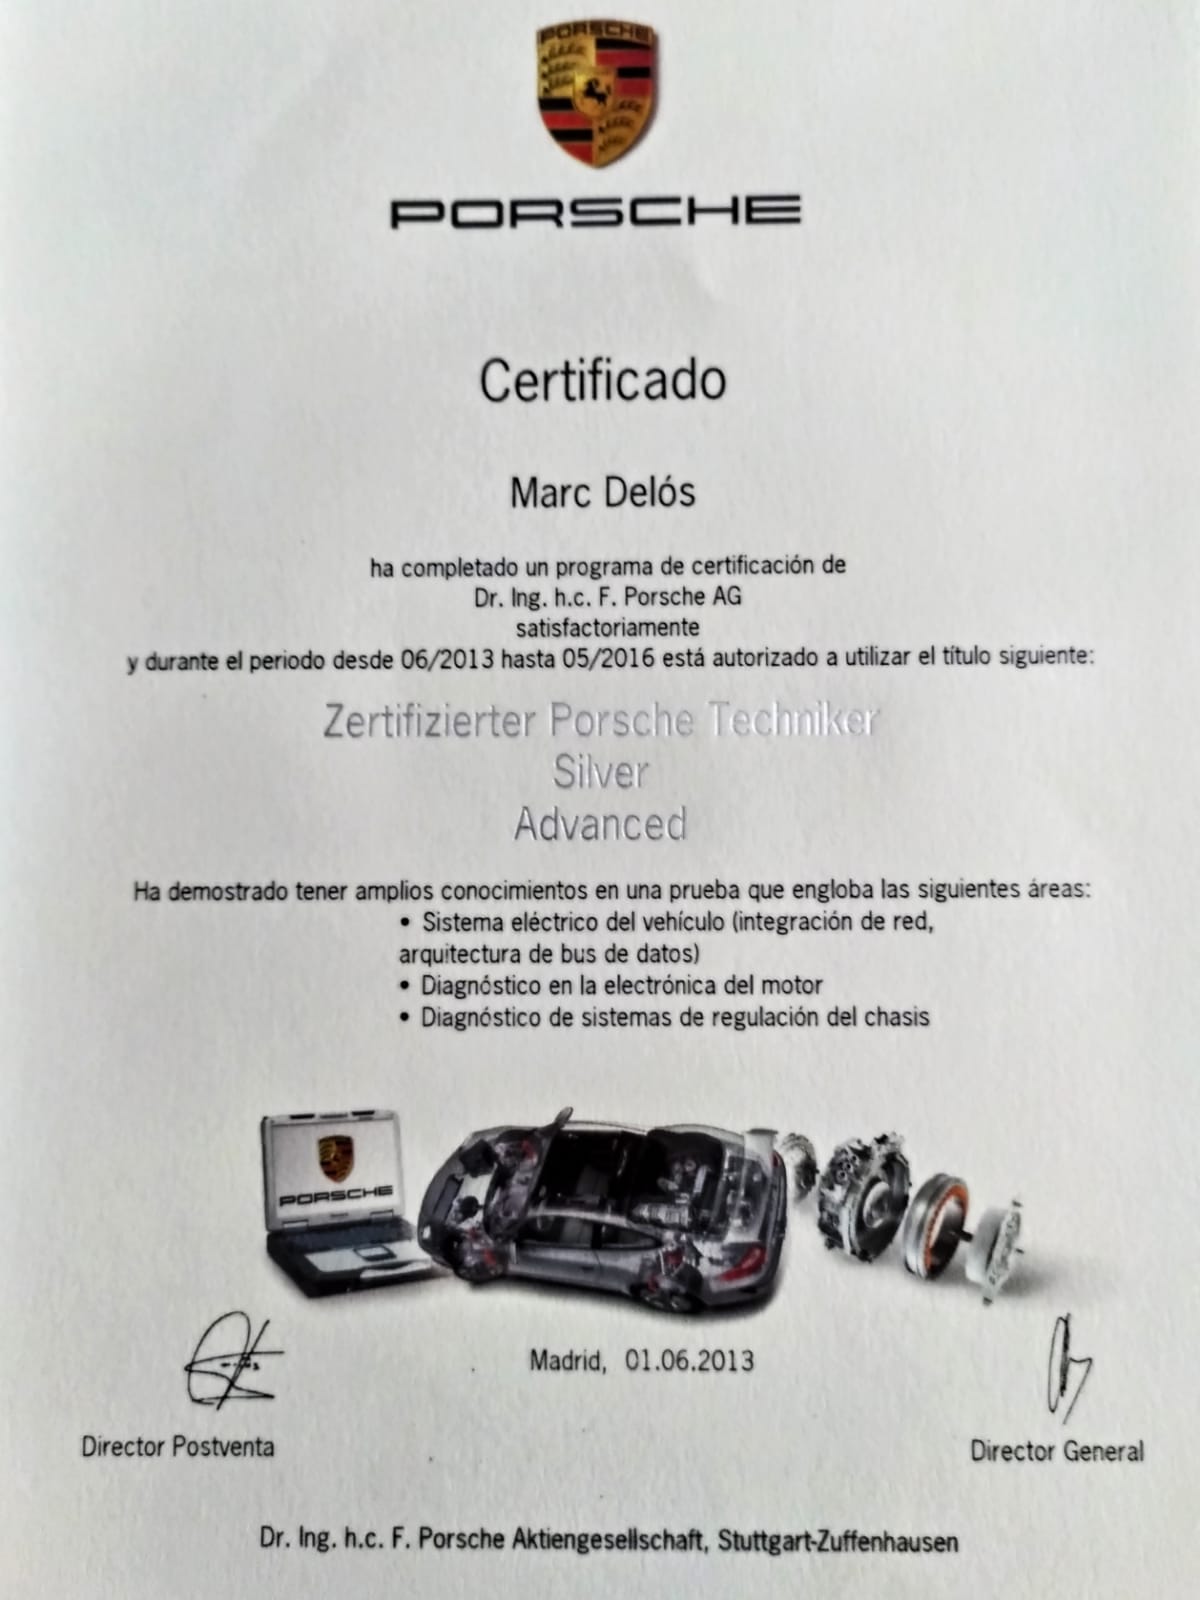 PORSCHE
PORSCHE
Certificado
Marc Delós
ha completado un programa de certificación de
Dr. Ing. h.c. F. Porsche AG
satisfactoriamente
y durante el periodo desde 06/2013 hasta 05/2016 está autorizado a utilizar el título siguiente:
Zertifizierter Porsche Techniker
Silver
Advanced
Ha demostrado tener amplios conocimientos en una prueba que engloba las siguientes áreas:
• Sistema eléctrico del vehículo (integración de red,
arquitectura de bus de datos)
• Diagnóstico en la electrónica del motor
• Diagnóstico de sistemas de regulación del chasis
PORSCHE
Madrid, 01.06.2013
Director Postventa
Director General
Dr. Ing. h.c. F. Porsche Aktiengesellschaft, Stuttgart-Zuffenhausen